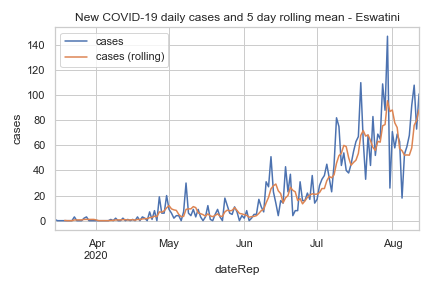 New COVID-19 daily cases and 5 day rolling mean - Eswatini
cases
cases (rolling)
140
120
100
80
60
40
20
0
cases
Apr
2020
May
Jun
Jul
Aug
dateRep